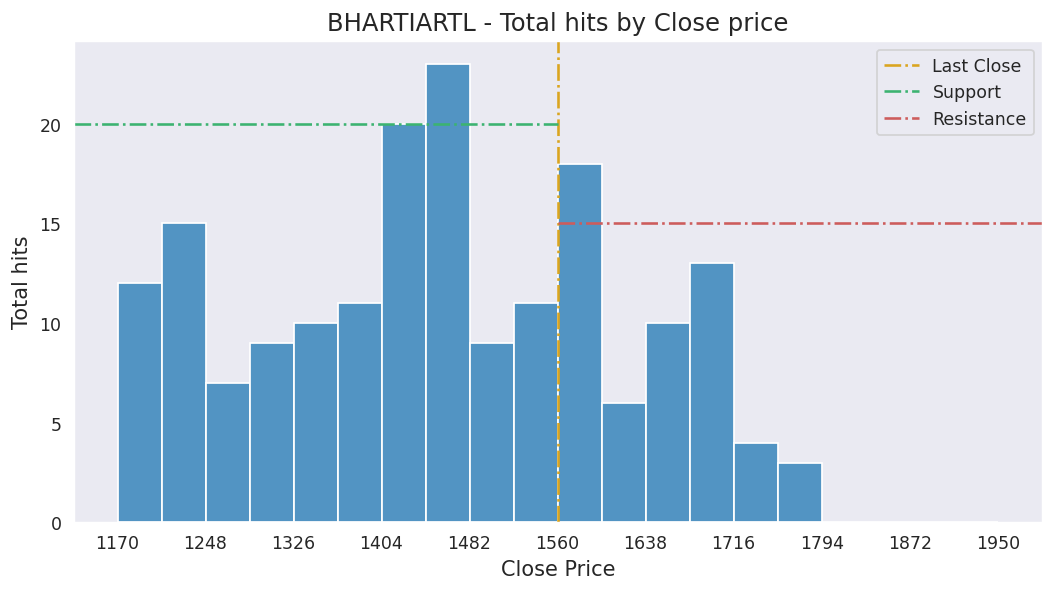 BHARTIARTL - Total hits by Close price
Last Close
Support
Resistance
Total hits
20
15
10
5
0
1170 1248 1326 1404 1482 1560 1638 1716 1794 1872 1950
Close Price